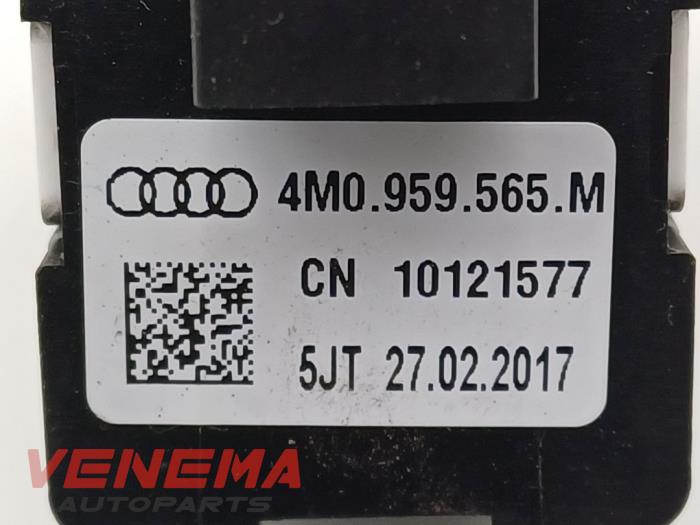 4M0.959.565.M
CN 10121577
5JT 27.02.2017
VENEMA
AUTOPARTS